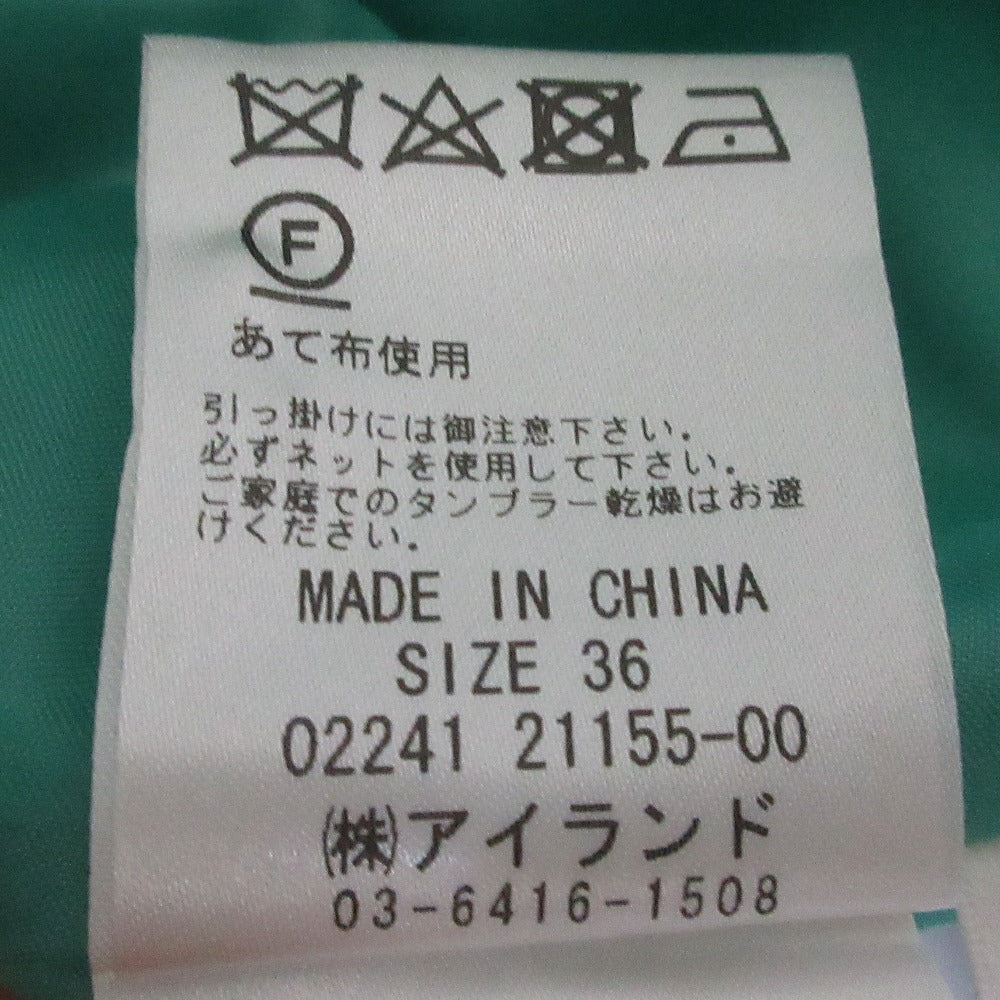 F
あて布使用
引っ掛けには御注意下さい.
必ずネットを使用して下さい.
ご家庭でのタンブラー乾燥はお避
けください.
MADE IN CHINA
SIZE 36
02241 21155-00
㈱アイランド
03-6416-1508